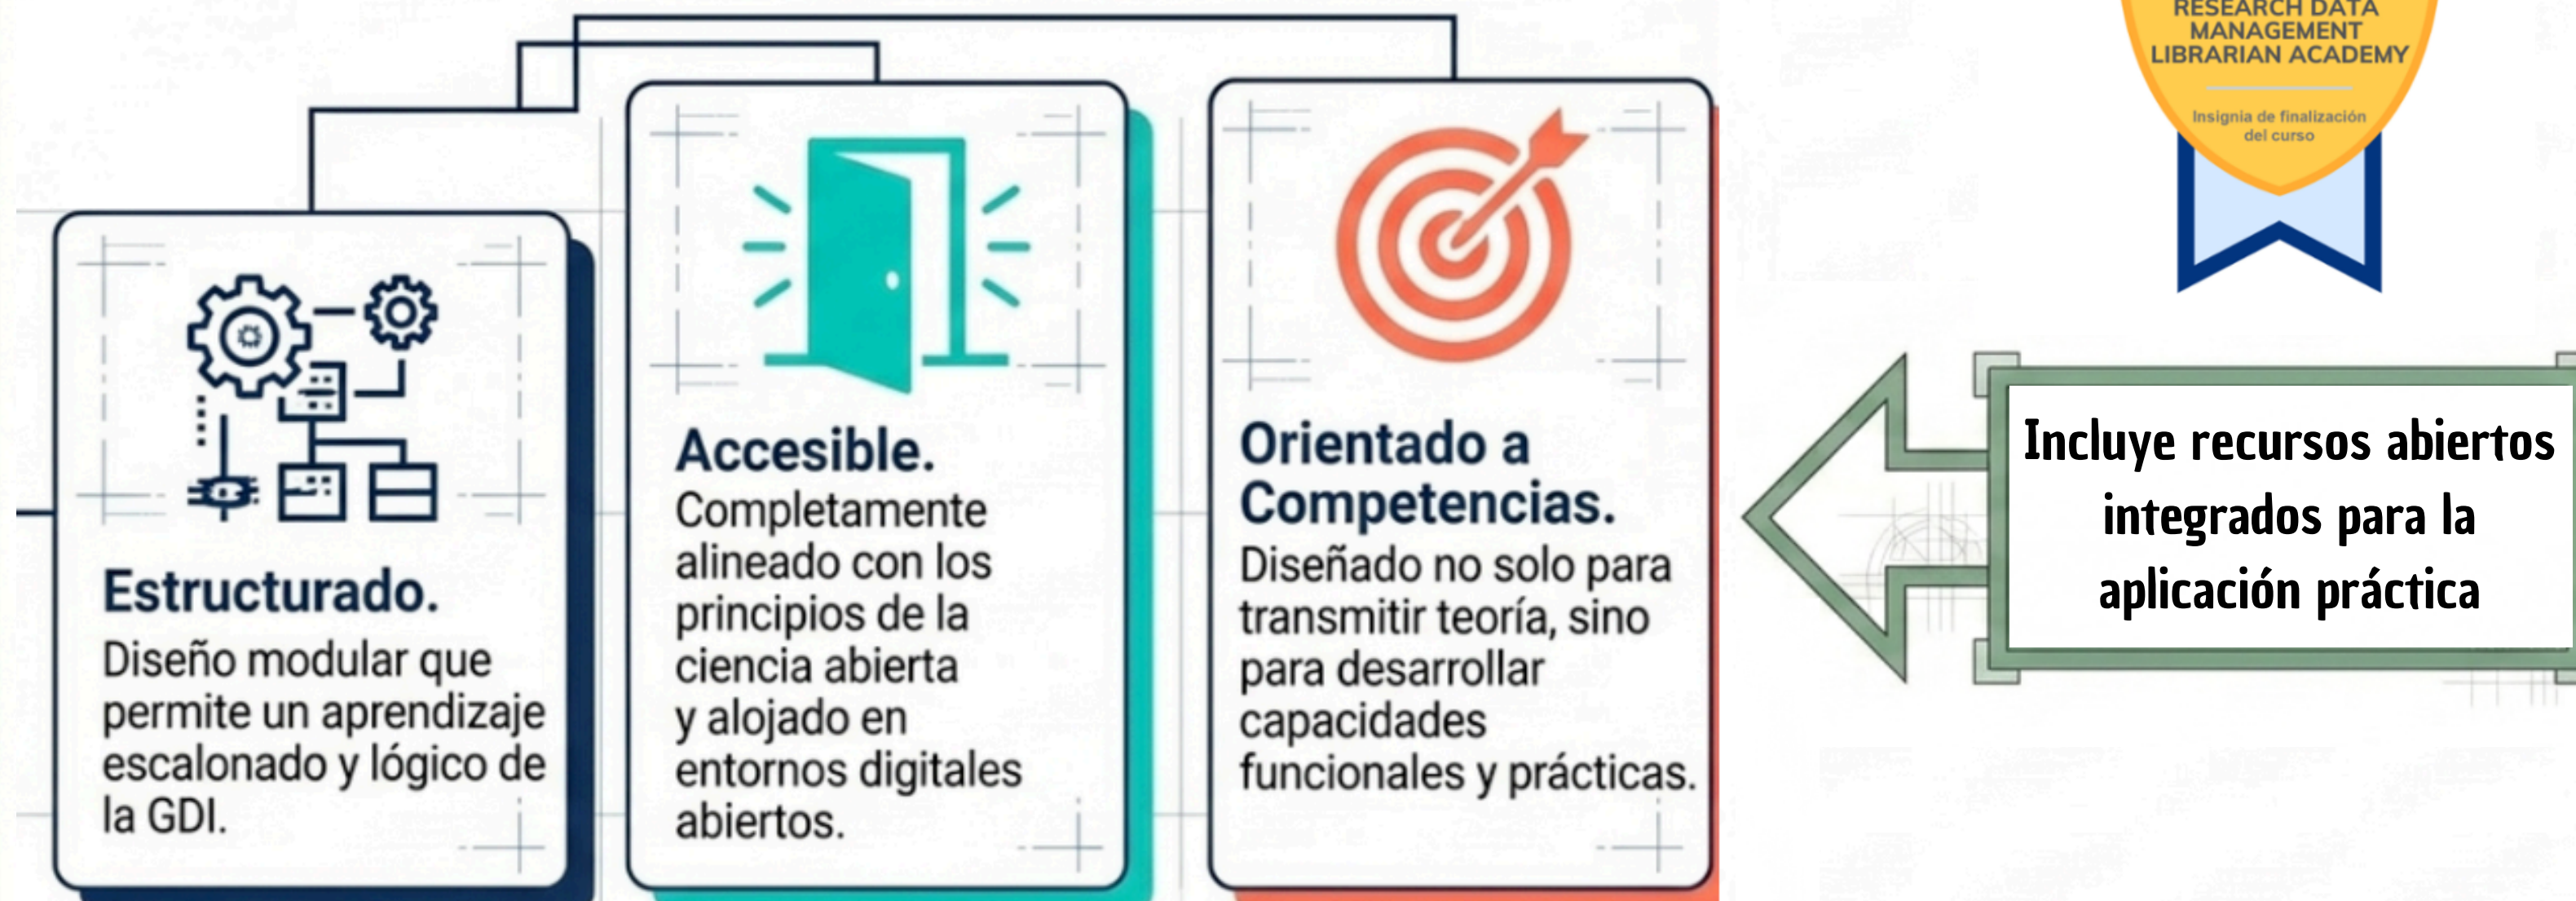 Estructurado.
Diseño modular que
permite un aprendizaje
escalonado y lógico de
la GDI.
Accesible.
Completamente
alineado con los
principios de la
ciencia abierta
y alojado en
entornos digitales
abiertos.
Orientado a
Competencias.
Diseñado no solo para
transmitir teoría, sino
para desarrollar
capacidades
funcionales y prácticas.
RESEARCH DATA
MANAGEMENT
LIBRARIAN ACADEMY
Insignia de finalización
del curso
Incluye recursos abiertos
integrados para la
aplicación práctica